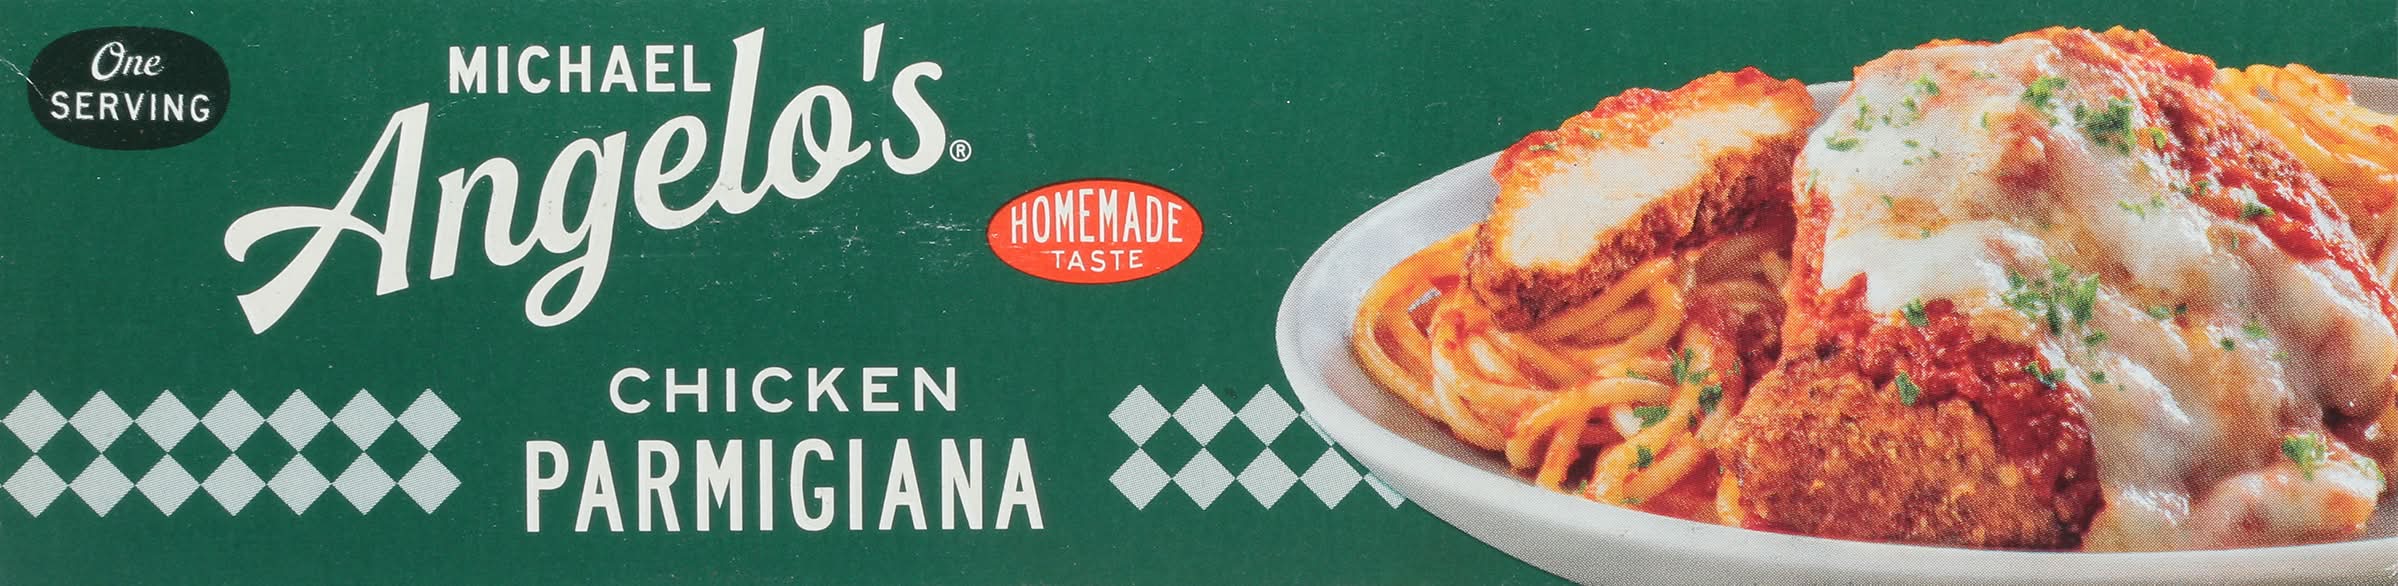 One
SERVING
MICHAEL
Angelo's®
HOMEMADE
TASTE
CHICKEN
PARMIGIANA